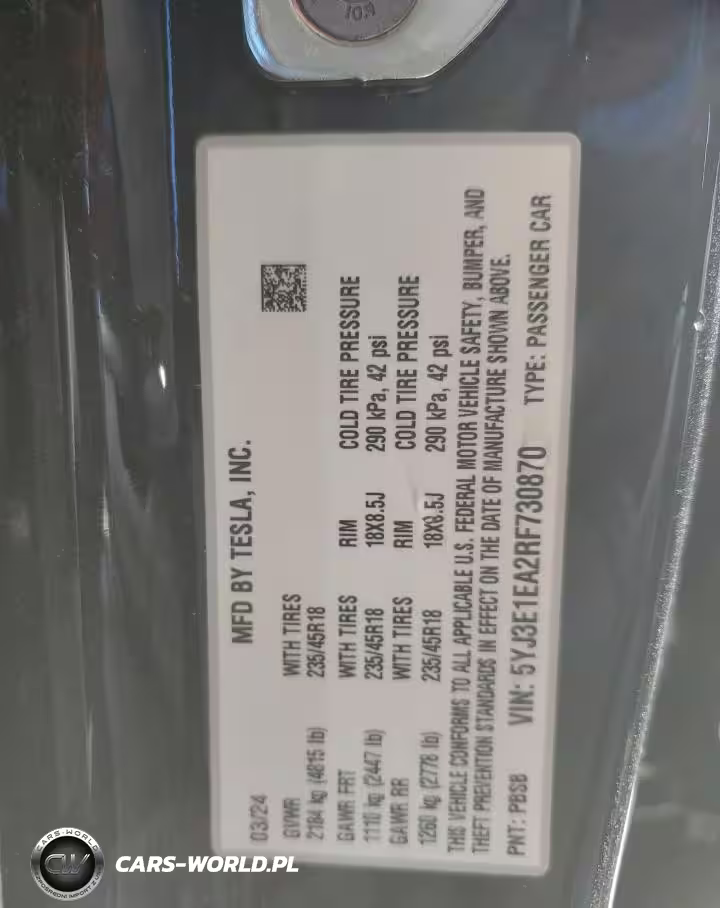 MFD BY TESLA, INC.
03/24
GVWR WITH TIRES
2184 kg (4815 lb) 235/45R18
GAWR FRT WITH TIRES RIM COLD TIRE PRESSURE
1110 kg (2447 lb) 235/45R18 18X8.5J 290 kPa, 42 psi
GAWR RR WITH TIRES RIM COLD TIRE PRESSURE
1260 kg (2778 lb) 235/45R18 18X8.5J 290 kPa, 42 psi
THIS VEHICLE CONFORMS TO ALL APPLICABLE U.S. FEDERAL MOTOR VEHICLE SAFETY, BUMPER, AND
THEFT PREVENTION STANDARDS IN EFFECT ON THE DATE OF MANUFACTURE SHOWN ABOVE.
PNT: PBSB VIN: 5YJ3E1EA2RF730870 TYPE: PASSENGER CAR
CARS-WORLD
CW
CARS-WORLD.PL